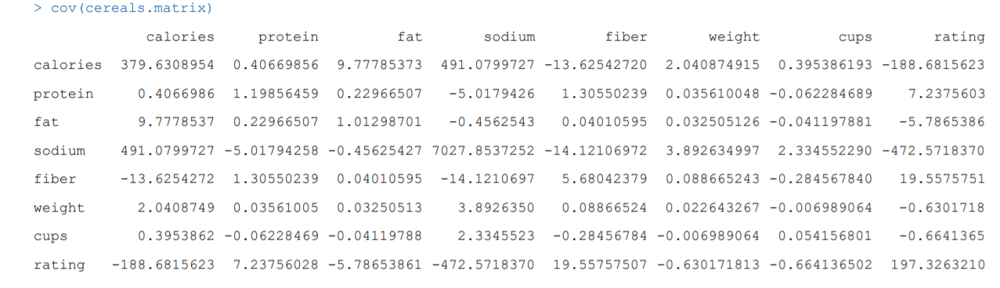 > cov(cereals.matrix)
calories protein fat sodium fiber weight cups rating
calories 379.6308954 0.40669856 9.77785373 491.0799727 -13.62542720 2.040874915 0.395386193 -188.6815623
protein 0.4066986 1.19856459 0.22966507 -5.0179426 1.30550239 0.035610048 -0.062284689 7.2375603
fat 9.7778537 0.22966507 1.01298701 -0.4562543 0.04010595 0.032505126 -0.041197881 -5.7865386
sodium 491.0799727 -5.01794258 -0.45625427 7027.8537252 -14.12106972 3.892634997 2.334552290 -472.5718370
fiber -13.6254272 1.30550239 0.04010595 -14.1210697 5.68042379 0.088665243 -0.284567840 19.5575751
weight 2.0408749 0.03561005 0.03250513 3.8926350 0.08866524 0.022643267 -0.006989064 -0.6301718
cups 0.3953862 -0.06228469 -0.04119788 2.3345523 -0.28456784 -0.006989064 0.054156801 -0.6641365
rating -188.6815623 7.23756028 -5.78653861 -472.5718370 19.55757507 -0.630171813 -0.664136502 197.3263210